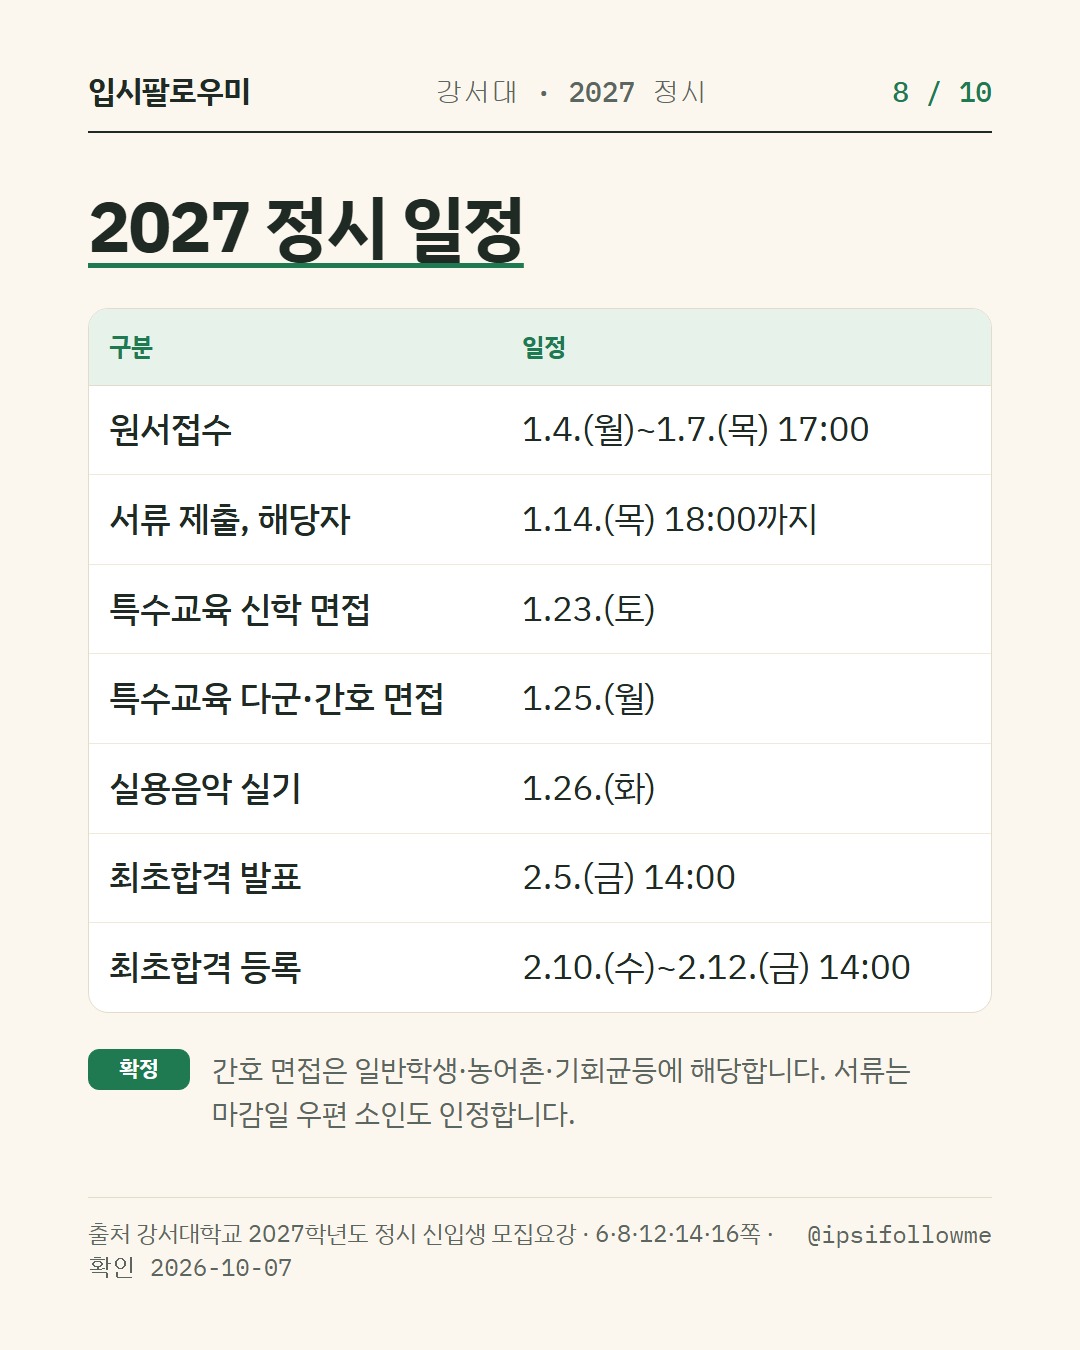 입시팔로우미
강서대 · 2027 정시
8 / 10
2027 정시 일정
구분 일정
원서접수 1.4.(월)~1.7.(목) 17:00
서류 제출, 해당자 1.14.(목) 18:00까지
특수교육 신학 면접 1.23.(토)
특수교육 다군·간호 면접 1.25.(월)
실용음악 실기 1.26.(화)
최초합격 발표 2.5.(금) 14:00
최초합격 등록 2.10.(수)~2.12.(금) 14:00
확정
간호 면접은 일반학생·농어촌·기회균등에 해당합니다. 서류는
마감일 우편 소인도 인정합니다.
출처 강서대학교 2027학년도 정시 신입생 모집요강 · 6·8·12·14·16쪽 ·
확인 2026-10-07
@ipsifollowme